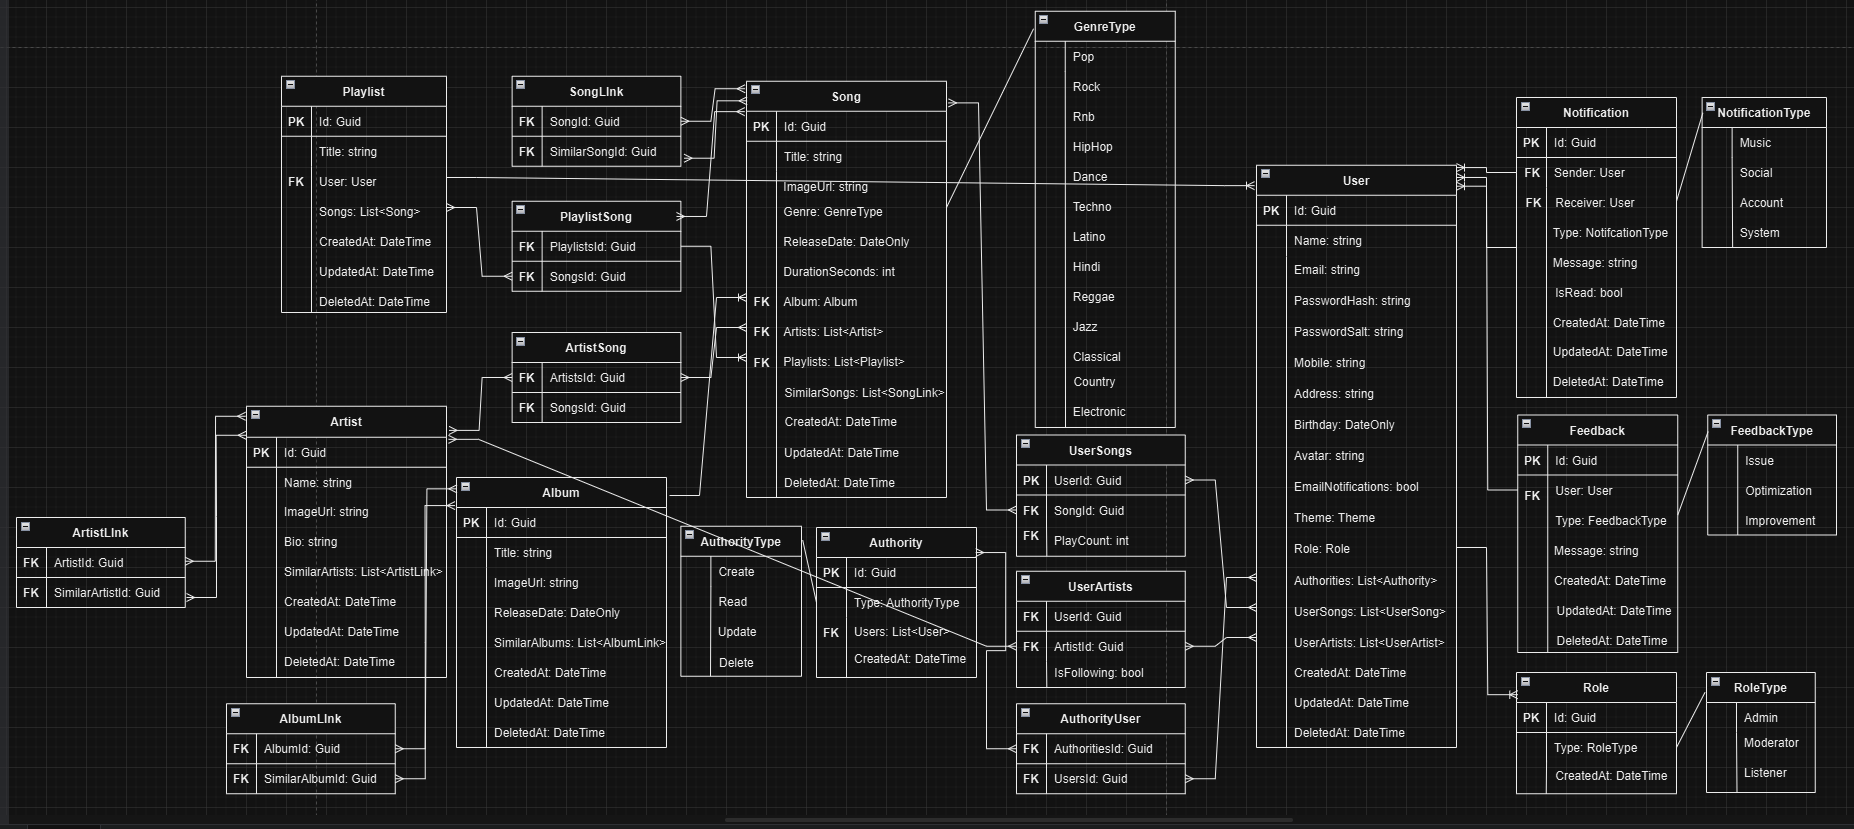 Playlist
PK Id: Guid
Title: string
FK User: User
Songs: List<Song>
CreatedAt: DateTime
UpdatedAt: DateTime
DeletedAt: DateTime
SongLInk
FK SongId: Guid
FK SimilarSongId: Guid
PlaylistSong
FK PlaylistsId: Guid
FK SongsId: Guid
ArtistSong
FK ArtistsId: Guid
FK SongsId: Guid
Song
PK Id: Guid
Title: string
ImageUrl: string
Genre: GenreType
ReleaseDate: DateOnly
DurationSeconds: int
FK Album: Album
FK Artists: List<Artist>
FK Playlists: List<Playlist>
SimilarSongs: List<SongLink>
CreatedAt: DateTime
UpdatedAt: DateTime
DeletedAt: DateTime
GenreType
Pop
Rock
Rnb
HipHop
Dance
Techno
Latino
Hindi
Reggae
Jazz
Classical
Country
Electronic
User
PK Id: Guid
Name: string
Email: string
PasswordHash: string
PasswordSalt: string
Mobile: string
Address: string
Birthday: DateOnly
Avatar: string
EmailNotifications: bool
Theme: Theme
Role: Role
Authorities: List<Authority>
UserSongs: List<UserSong>
UserArtists: List<UserArtist>
CreatedAt: DateTime
UpdatedAt: DateTime
DeletedAt: DateTime
Notification
PK Id: Guid
FK Sender: User
FK Receiver: User
Type: NotifcationType
Message: string
IsRead: bool
CreatedAt: DateTime
UpdatedAt: DateTime
DeletedAt: DateTime
NotificationType
Music
Social
Account
System
Artist
PK Id: Guid
Name: string
ImageUrl: string
Bio: string
SimilarArtists: List<ArtistLink>
CreatedAt: DateTime
UpdatedAt: DateTime
DeletedAt: DateTime
ArtistLInk
FK ArtistId: Guid
FK SimilarArtistId: Guid
Album
PK Id: Guid
Title: string
ImageUrl: string
ReleaseDate: DateOnly
SimilarAlbums: List<AlbumLink>
CreatedAt: DateTime
UpdatedAt: DateTime
DeletedAt: DateTime
AlbumLInk
FK AlbumId: Guid
FK SimilarAlbumId: Guid
AuthorityType
Create
Read
Update
Delete
Authority
PK Id: Guid
Type: AuthorityType
FK Users: List<User>
CreatedAt: DateTime
UserSongs
PK UserId: Guid
FK SongId: Guid
FK PlayCount: int
UserArtists
FK UserId: Guid
FK ArtistId: Guid
IsFollowing: bool
AuthorityUser
FK AuthoritiesId: Guid
FK UsersId: Guid
Feedback
PK Id: Guid
FK User: User
Type: FeedbackType
Message: string
CreatedAt: DateTime
UpdatedAt: DateTime
DeletedAt: DateTime
FeedbackType
Issue
Optimization
Improvement
Role
PK Id: Guid
Type: RoleType
CreatedAt: DateTime
RoleType
Admin
Moderator
Listener